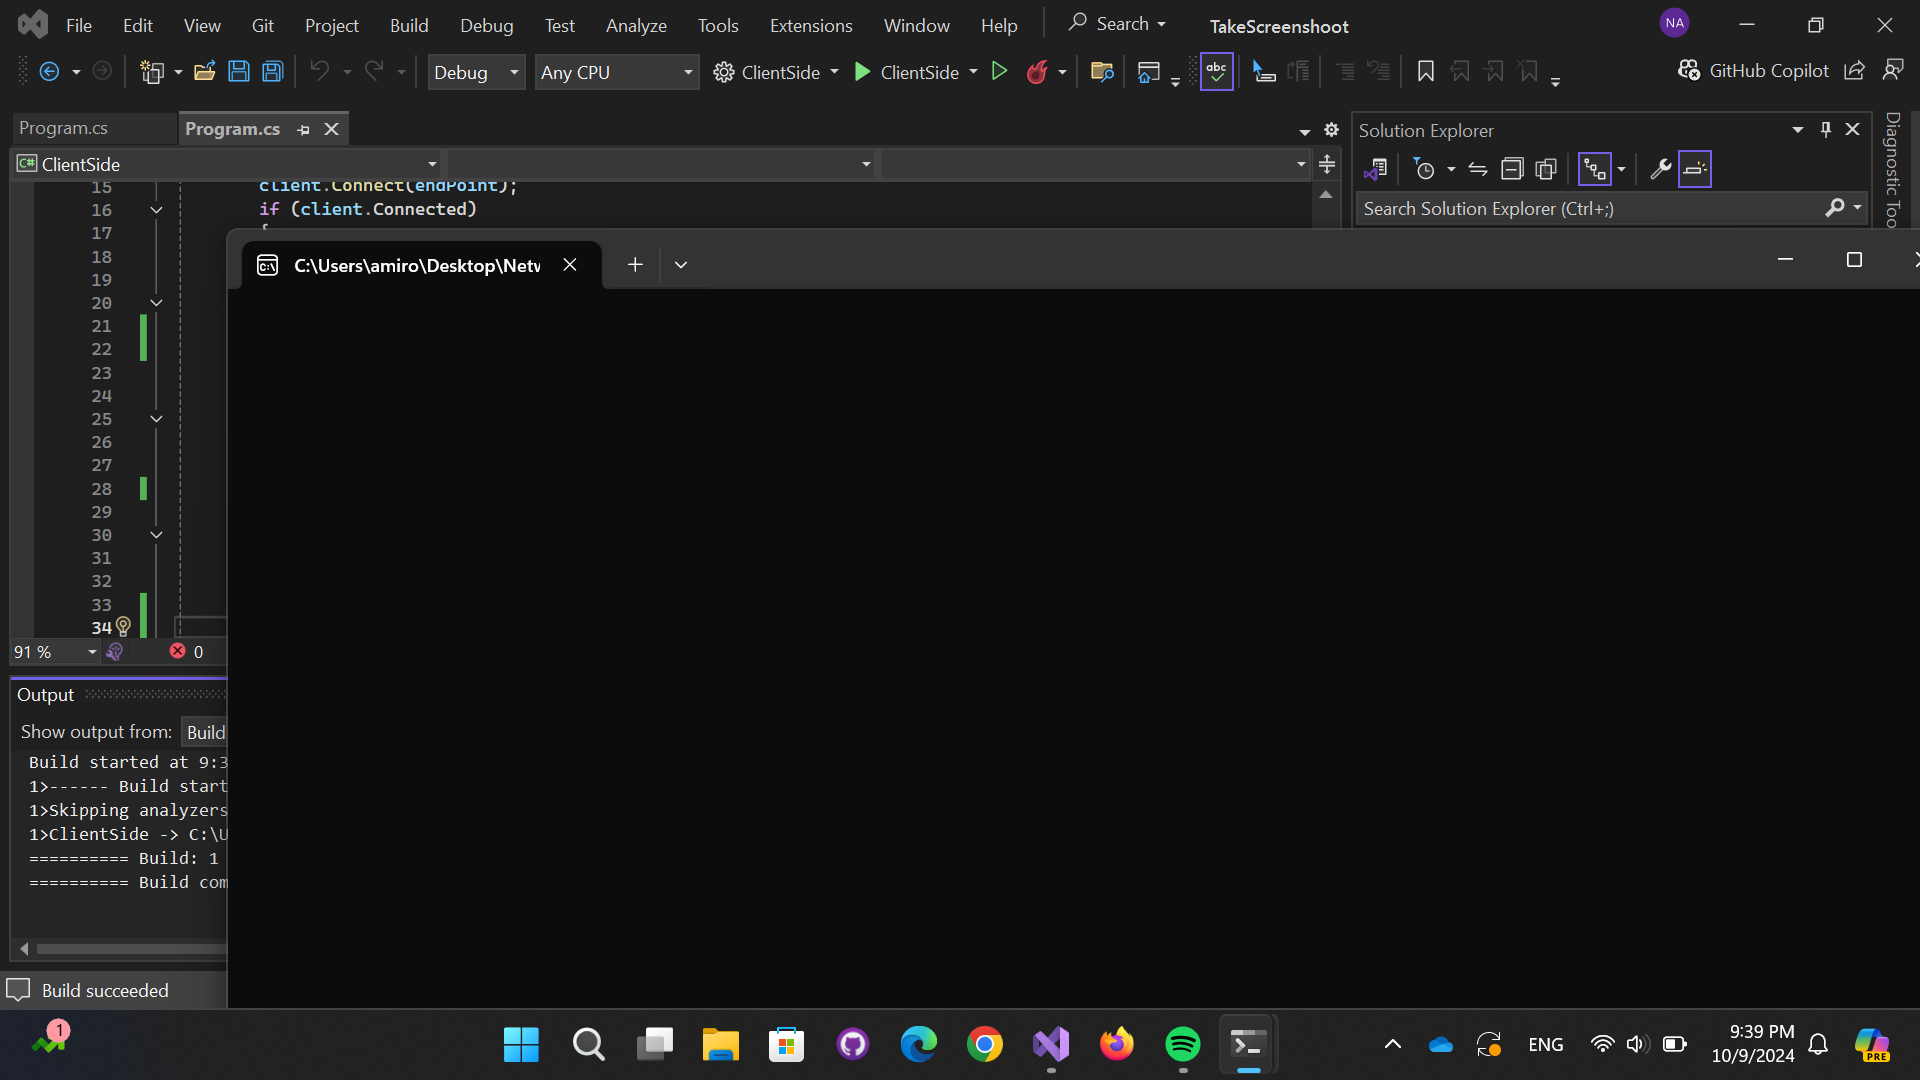 File Edit View Git Project Build Debug Test Analyze Tools Extensions Window Help Search TakeScreenshoot NA
Debug Any CPU ClientSide ClientSide abc GitHub Copilot
Program.cs Program.cs
Solution Explorer
C# ClientSide
Search Solution Explorer (Ctrl+;)
Diagnostic Too
15 client.Connect(endPoint);
16 if (client.Connected)
17 {
18
19
20
21
22
23
24
25
26
27
28
29
30
31
32
33
34
C:\Users\amiro\Desktop\Netw
91 % 0
Output
Show output from: Build
Build started at 9:3
1>------ Build start
1>Skipping analyzers
1>ClientSide -> C:\U
========== Build: 1
========== Build com
Build succeeded
1
ENG
9:39 PM
10/9/2024
PRE